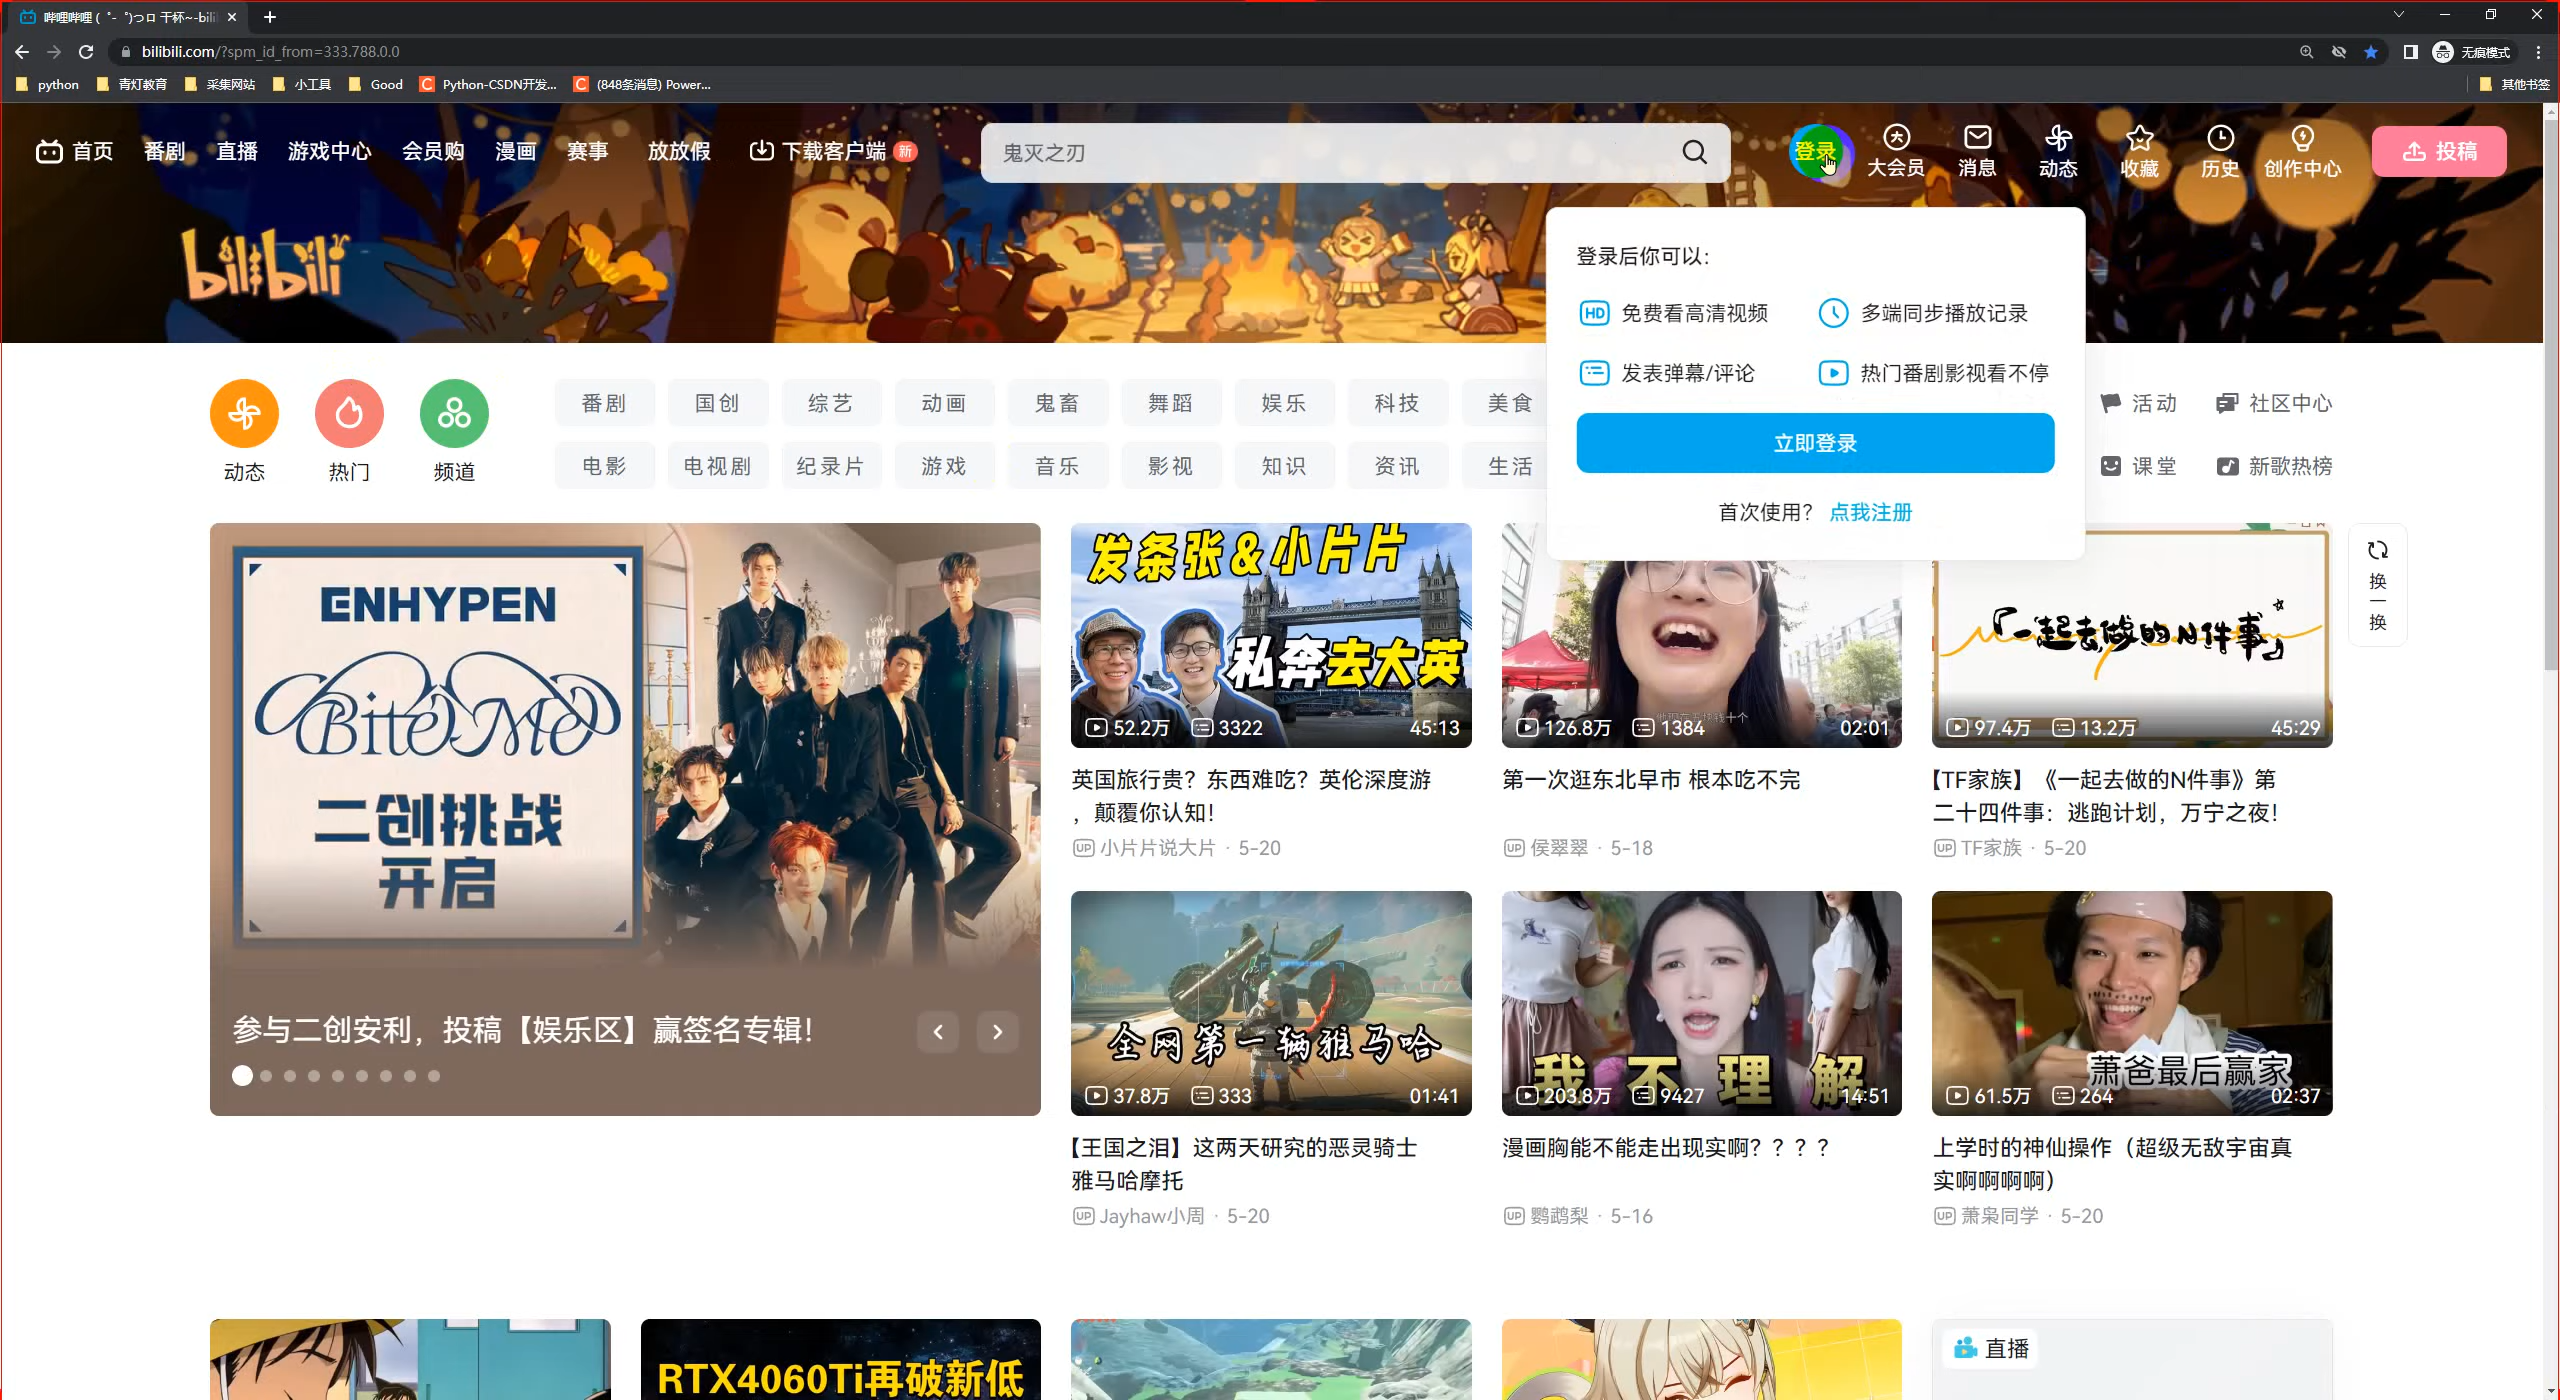 哔哩哔哩 ( ゜- ゜)つロ 干杯~-bili
bilibili.com/?spm_id_from=333.788.0.0
无痕模式
python
青灯教育
采集网站
小工具
Good
Python-CSDN开发...
(848条消息) Power...
其他书签
首页
番剧
直播
游戏中心
会员购
漫画
赛事
放放假
下载客户端
新
鬼灭之刃
登录
大会员
消息
动态
收藏
历史
创作中心
投稿
bilibili
登录后你可以:
HD 免费看高清视频
多端同步播放记录
发表弹幕/评论
热门番剧影视看不停
立即登录
首次使用? 点我注册
动态
热门
频道
番剧
国创
综艺
动画
鬼畜
舞蹈
娱乐
科技
美食
活动
社区中心
电影
电视剧
纪录片
游戏
音乐
影视
知识
资讯
生活
课堂
新歌热榜
换一换
ENHYPEN
Bite Me
二创挑战
开启
参与二创安利，投稿【娱乐区】赢签名专辑！
发条张&小片片
私奔去大英
52.2万 3322 45:13
英国旅行贵？东西难吃？英伦深度游
，颠覆你认知！
UP 小片片说大片 · 5-20
126.8万 1384 02:01
第一次逛东北早市 根本吃不完
UP 侯翠翠 · 5-18
『一起去做的N件事』
97.4万 13.2万 45:29
【TF家族】《一起去做的N件事》第
二十四件事：逃跑计划，万宁之夜！
UP TF家族 · 5-20
全网第一辆雅马哈
37.8万 333 01:41
【王国之泪】这两天研究的恶灵骑士
雅马哈摩托
UP Jayhaw小周 · 5-20
我不理解
203.8万 9427 14:51
漫画胸能不能走出现实啊？？？？
UP 鹦鹉梨 · 5-16
萧爸最后赢家
61.5万 264 02:37
上学时的神仙操作（超级无敌宇宙真
实啊啊啊啊）
UP 萧枭同学 · 5-20
RTX4060Ti再破新低
直播